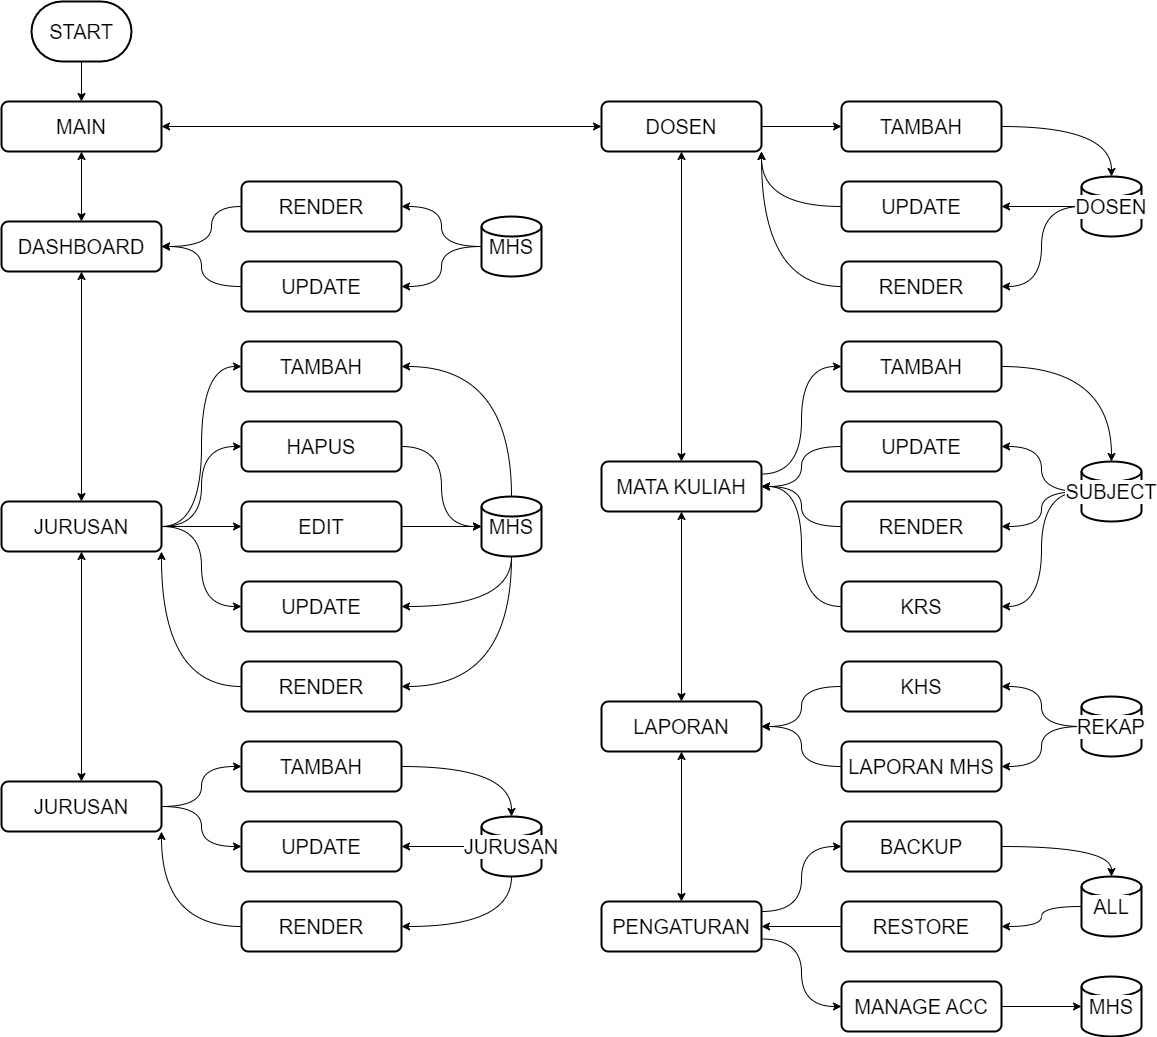 START
MAIN
DASHBOARD
RENDER
UPDATE
MHS
JURUSAN
TAMBAH
HAPUS
EDIT
UPDATE
RENDER
MHS
JURUSAN
TAMBAH
UPDATE
RENDER
JURUSAN
DOSEN
TAMBAH
UPDATE
RENDER
DOSEN
MATA KULIAH
TAMBAH
UPDATE
RENDER
KRS
SUBJECT
LAPORAN
KHS
LAPORAN MHS
REKAP
PENGATURAN
BACKUP
RESTORE
MANAGE ACC
ALL
MHS